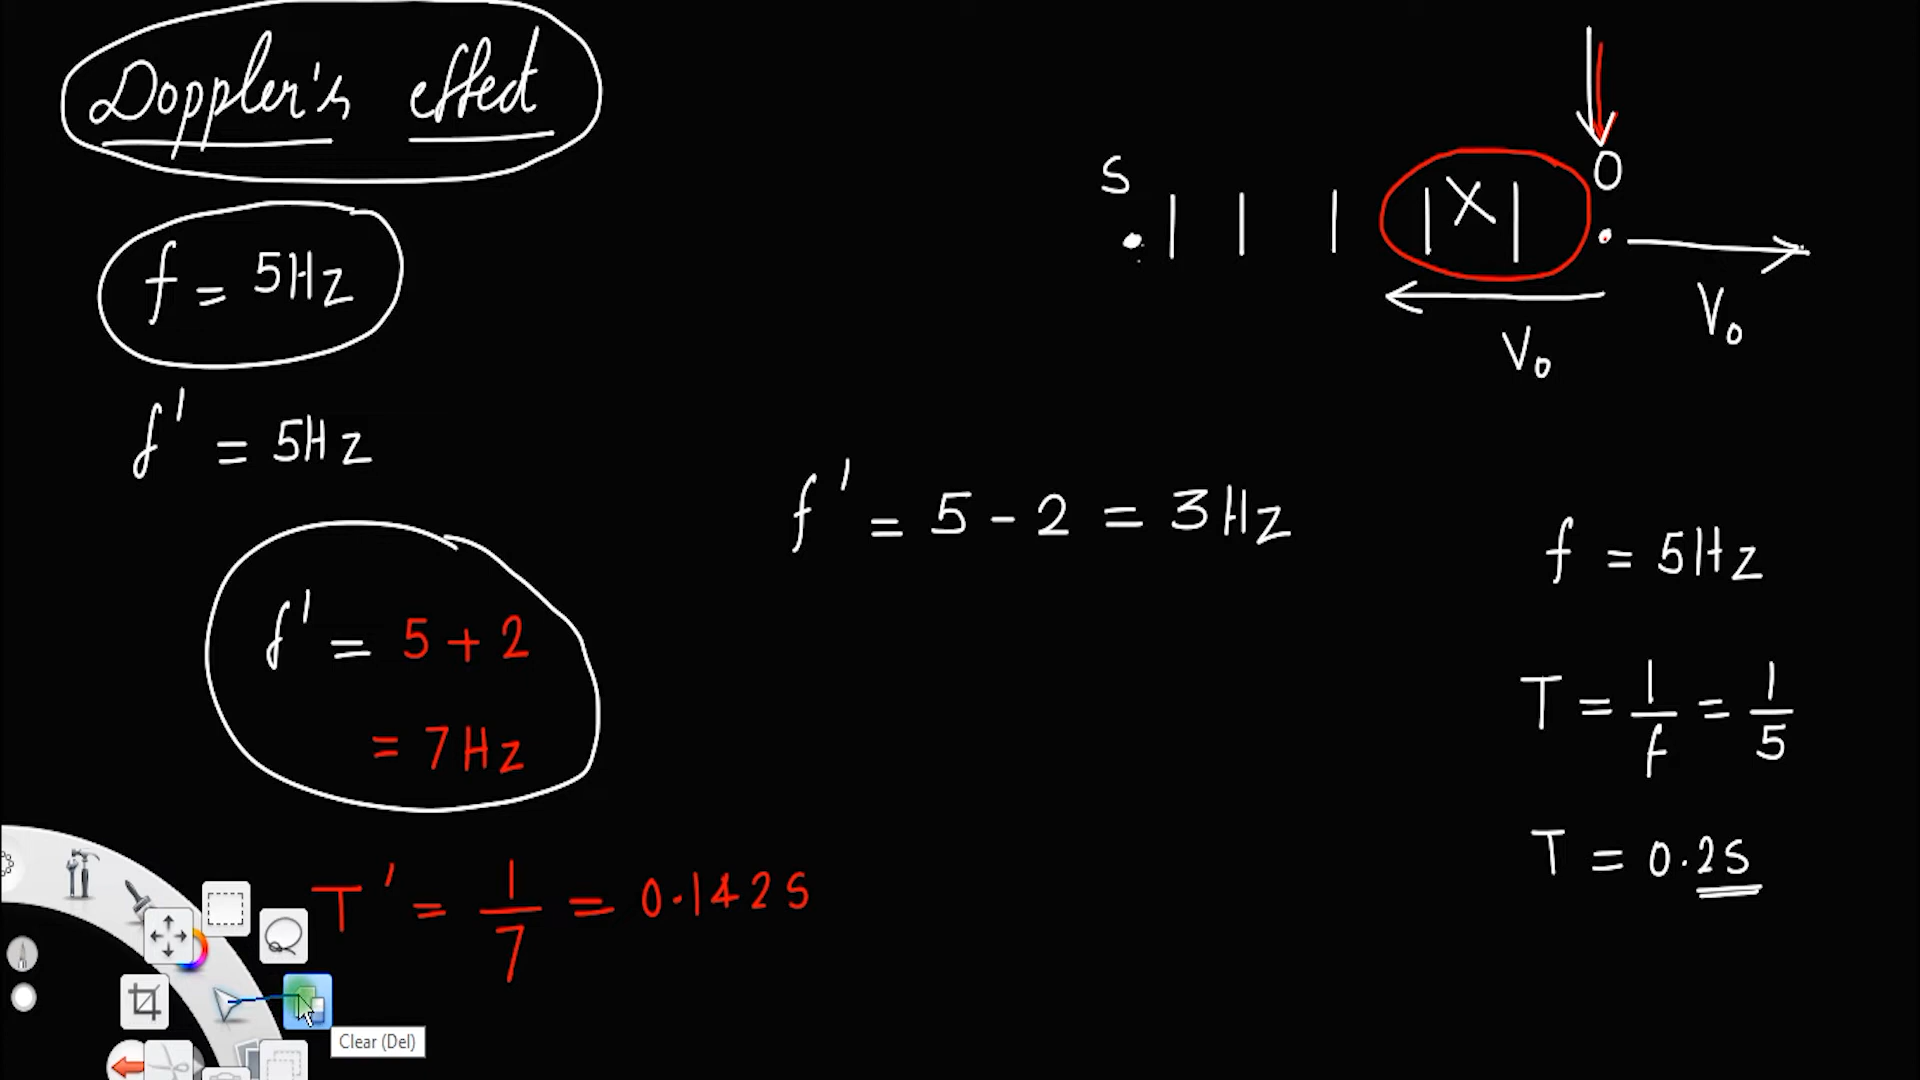 Doppler's effect
f = 5Hz
f' = 5Hz
f' = 5 + 2
= 7Hz
T' = 1/7 = 0.142s
S
X
O
V₀
V₀
f' = 5 - 2 = 3Hz
f = 5Hz
T = 1/f = 1/5
T = 0.2s
Clear (Del)